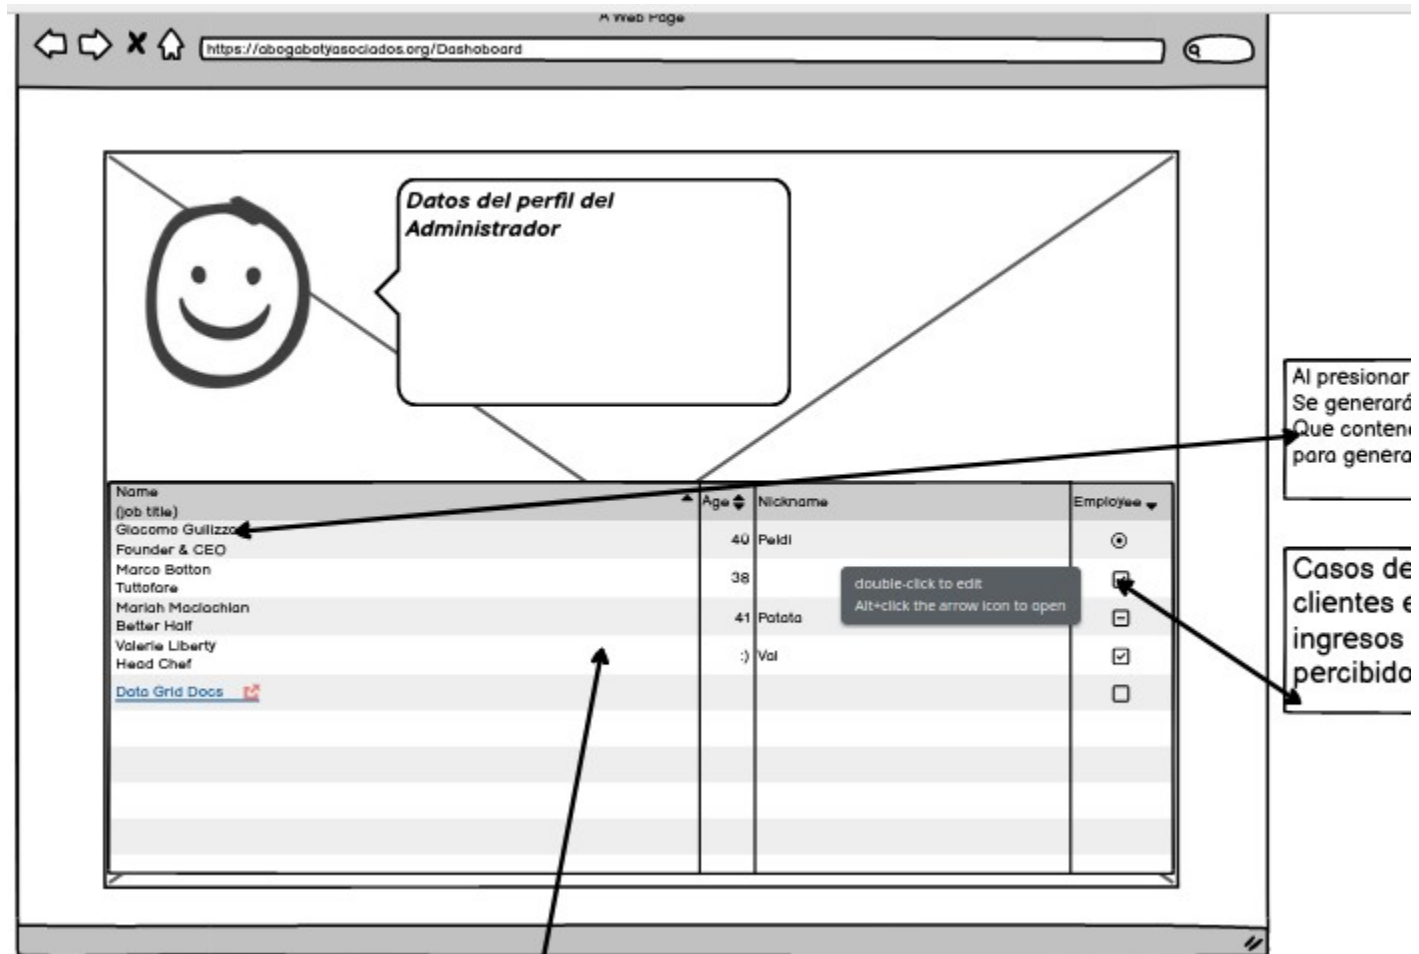 A Web Page
https://abogabotyasociados.org/Dashoboard
Datos del perfil del
Administrador
Al presionar
Se generará
Que conten
para genera
Name
(job title)
Age
Nickname
Employee
Giacomo Guilizzo
Founder & CEO
40
Peldi
Marco Botton
Tuttofare
38
double-click to edit
Alt+click the arrow icon to open
Casos de
clientes e
ingresos
percibido
Mariah Maclachlan
Better Half
41
Patata
Valerie Liberty
Head Chef
:)
Val
Data Grid Docs